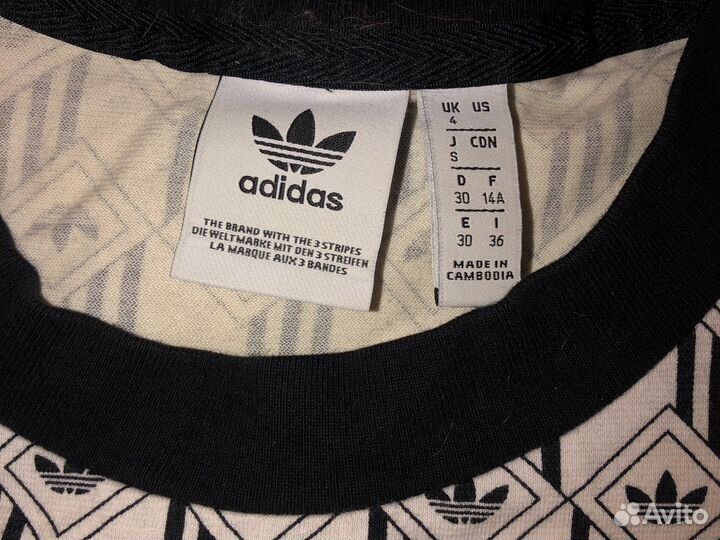 adidas
THE BRAND WITH THE 3 STRIPES
DIE WELTMARKE MIT DEN 3 STREIFEN
LA MARQUE AUX 3 BANDES
UK US
4
J CDN
S
D F
30 14A
E I
30 36
MADE IN
CAMBODIA
Avito